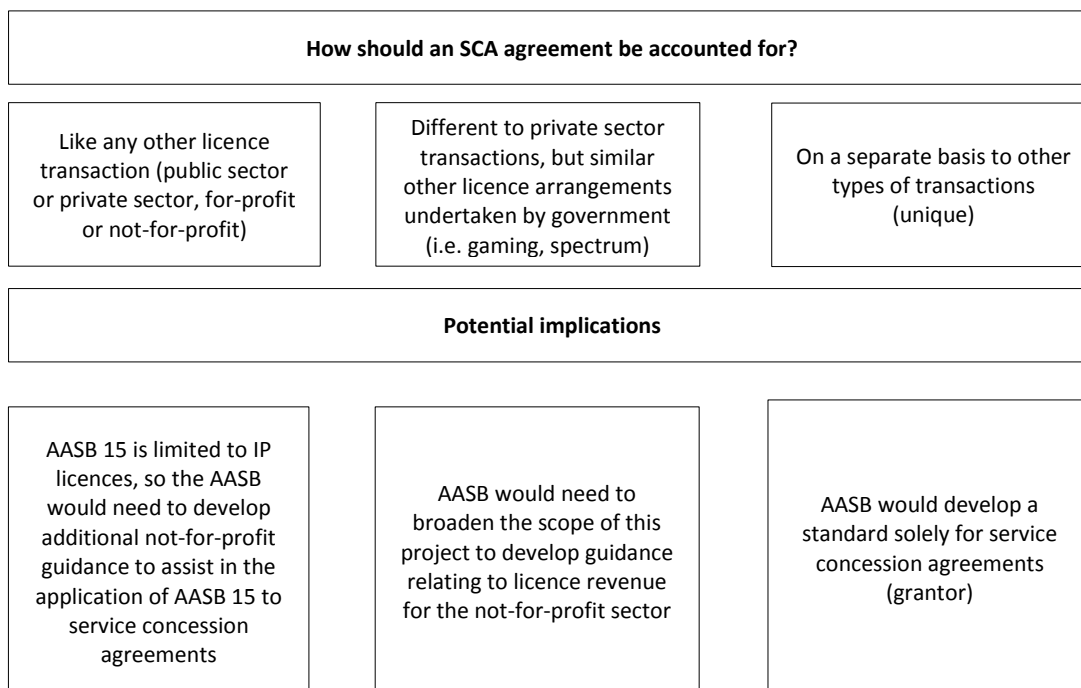 How should an SCA agreement be accounted for?
Like any other licence
transaction (public sector
or private sector, for-profit
or not-for-profit)
Different to private sector
transactions, but similar
other licence arrangements
undertaken by government
(i.e. gaming, spectrum)
On a separate basis to other
types of transactions
(unique)
Potential implications
AASB 15 is limited to IP
licences, so the AASB
would need to develop
additional not-for-profit
guidance to assist in the
application of AASB 15 to
service concession
agreements
AASB would need to
broaden the scope of this
project to develop guidance
relating to licence revenue
for the not-for-profit sector
AASB would develop a
standard solely for service
concession agreements
(grantor)